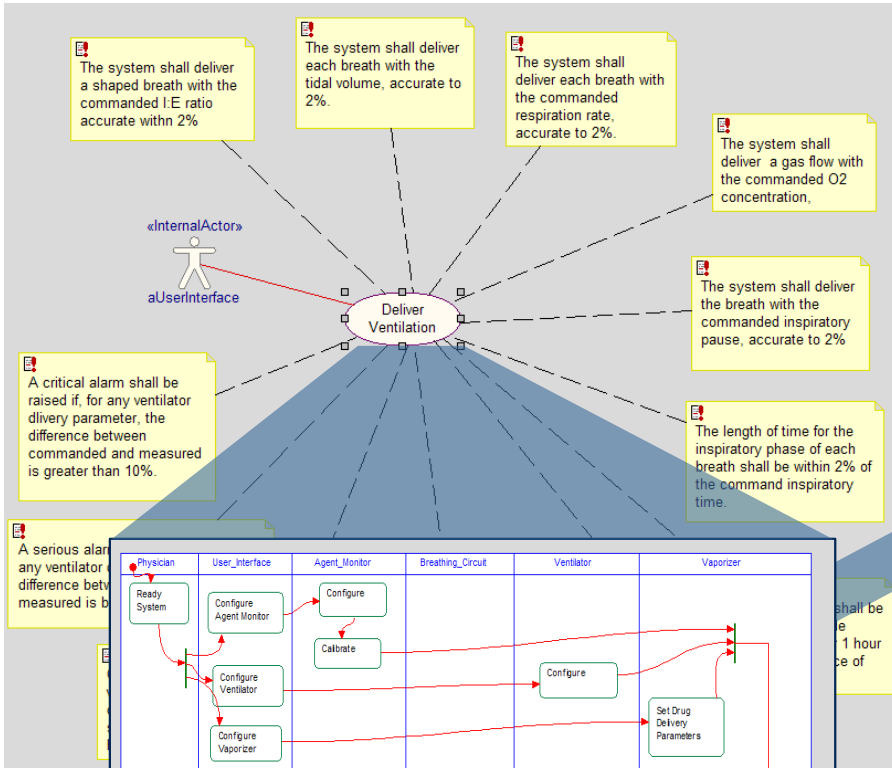 The system shall deliver
a shaped breath with the
commanded I:E ratio
accurate withn 2%
The system shall deliver
each breath with the
tidal volume, accurate to
2%.
The system shall
deliver each breath with
the commanded
respiration rate,
accurate to 2%.
The system shall
deliver a gas flow with
the commanded O2
concentration,
«InternalActor»
aUserInterface
Deliver
Ventilation
The system shall deliver
the breath with the
commanded inspiratory
pause, accurate to 2%
A critical alarm shall be
raised if, for any ventilator
dlivery parameter, the
difference between
commanded and measured
is greater than 10%.
The length of time for the
inspiratory phase of each
breath shall be within 2% of
the command inspiratory
time.
A serious alarm
any ventilator
difference betw
measured is b
shall be
1 hour
ce of
Physician
User_Interface
Agent_Monitor
Breathing_Circuit
Ventilator
Vaporizer
Ready
System
Configure
Agent Monitor
Configure
Calibrate
Configure
Ventilator
Configure
Configure
Vaporizer
Set Drug
Delivery
Parameters